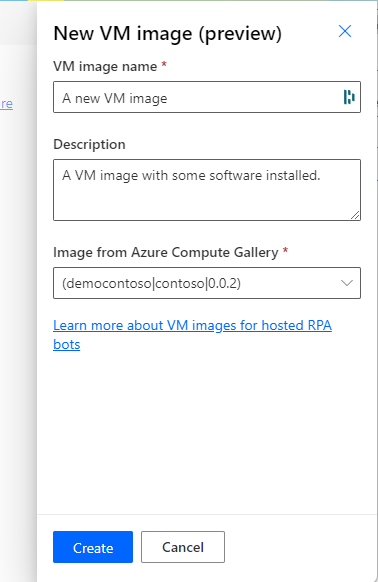 New VM image (preview)
VM image name *
A new VM image
Description
A VM image with some software installed.
Image from Azure Compute Gallery *
(democontoso|contoso|0.0.2)
re
Learn more about VM images for hosted RPA
bots
Create
Cancel